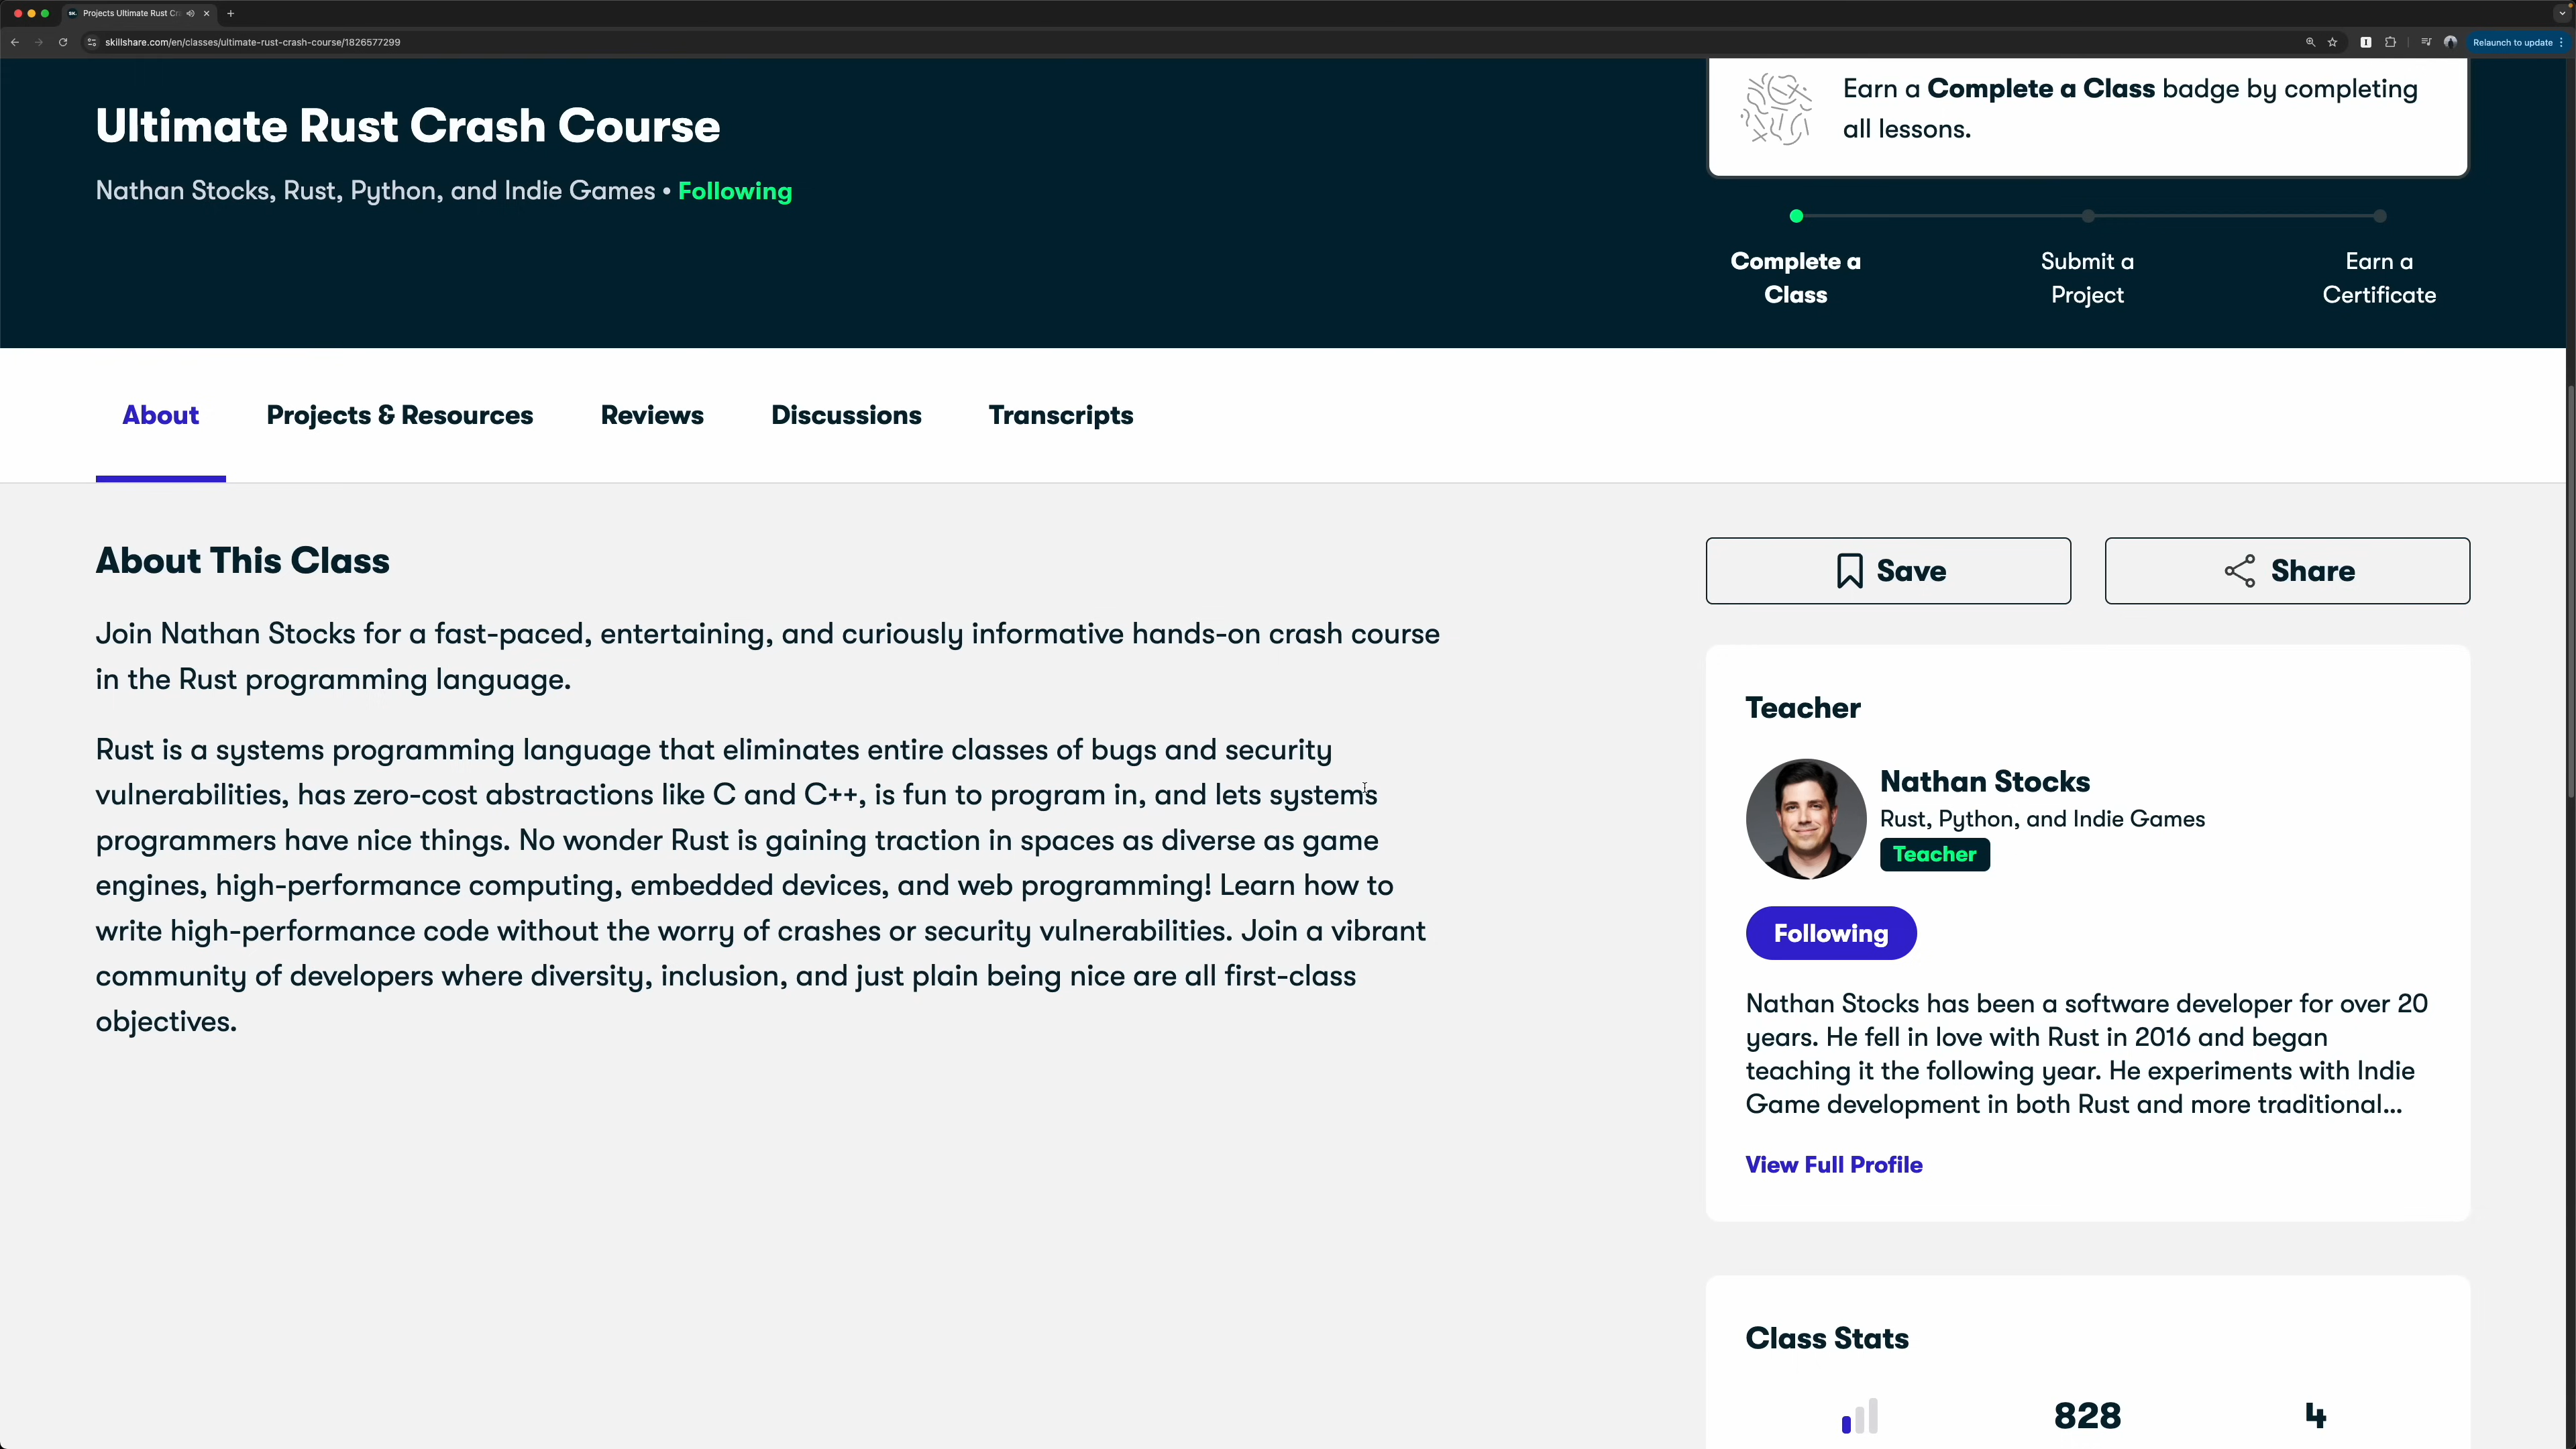 Projects Ultimate Rust Cr
skillshare.com/en/classes/ultimate-rust-crash-course/1826577299
Relaunch to update
Ultimate Rust Crash Course
Nathan Stocks, Rust, Python, and Indie Games • Following
Earn a Complete a Class badge by completing
all lessons.
Complete a
Class
Submit a
Project
Earn a
Certificate
About
Projects & Resources
Reviews
Discussions
Transcripts
About This Class
Join Nathan Stocks for a fast-paced, entertaining, and curiously informative hands-on crash course
in the Rust programming language.
Rust is a systems programming language that eliminates entire classes of bugs and security
vulnerabilities, has zero-cost abstractions like C and C++, is fun to program in, and lets systems
programmers have nice things. No wonder Rust is gaining traction in spaces as diverse as game
engines, high-performance computing, embedded devices, and web programming! Learn how to
write high-performance code without the worry of crashes or security vulnerabilities. Join a vibrant
community of developers where diversity, inclusion, and just plain being nice are all first-class
objectives.
Save
Share
Teacher
Nathan Stocks
Rust, Python, and Indie Games
Teacher
Following
Nathan Stocks has been a software developer for over 20
years. He fell in love with Rust in 2016 and began
teaching it the following year. He experiments with Indie
Game development in both Rust and more traditional...
View Full Profile
Class Stats
828
4